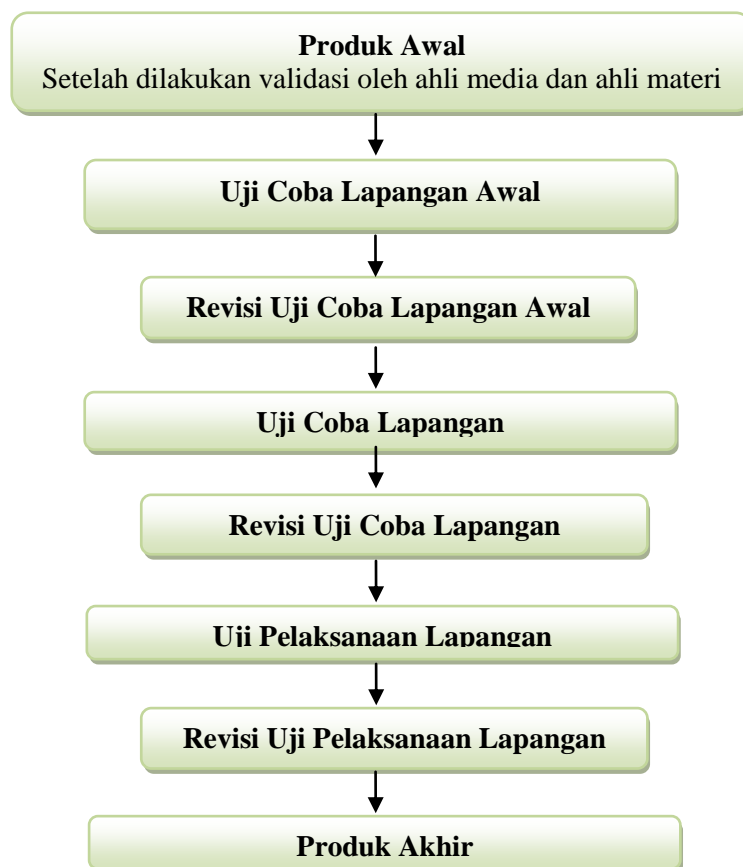 Produk Awal
Setelah dilakukan validasi oleh ahli media dan ahli materi
Uji Coba Lapangan Awal
Revisi Uji Coba Lapangan Awal
Uji Coba Lapangan
Revisi Uji Coba Lapangan
Uji Pelaksanaan Lapangan
Revisi Uji Pelaksanaan Lapangan
Produk Akhir